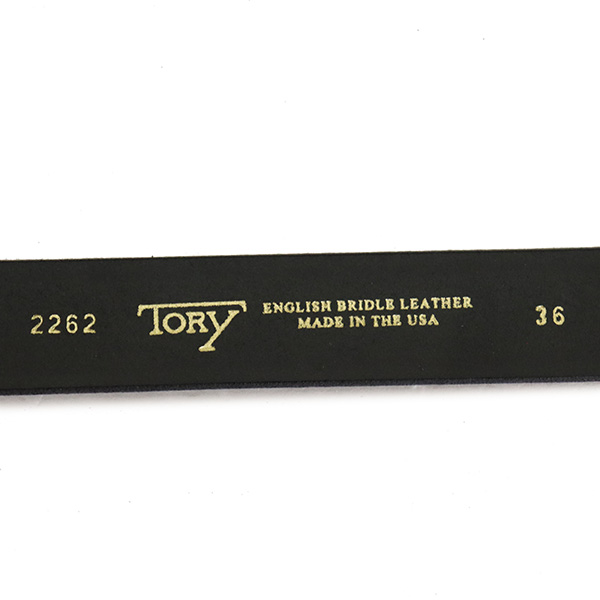 2262
TORY
ENGLISH BRIDLE LEATHER
MADE IN THE USA
36